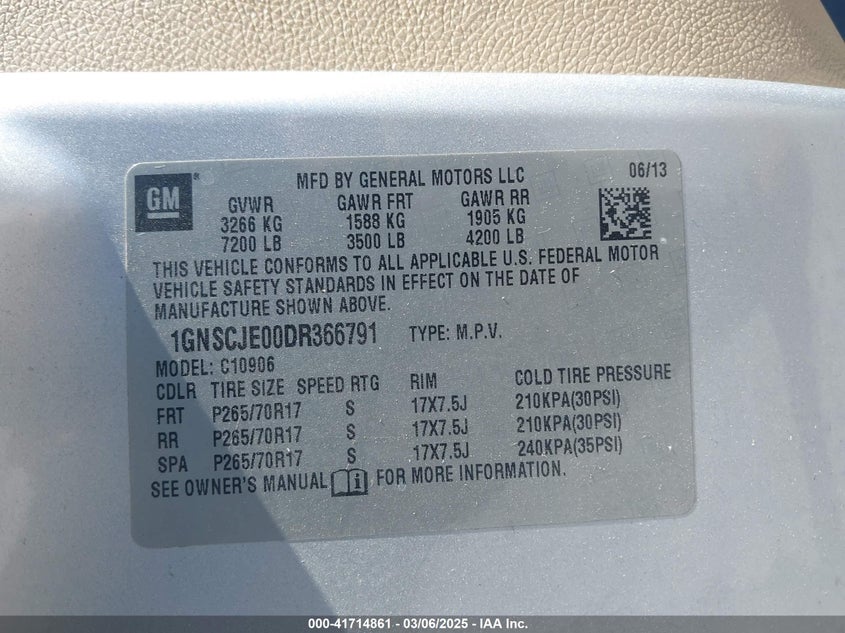 GM ® MFD BY GENERAL MOTORS LLC 06/13
GVWR GAWR FRT GAWR RR
3266 KG 1588 KG 1905 KG
7200 LB 3500 LB 4200 LB
THIS VEHICLE CONFORMS TO ALL APPLICABLE U.S. FEDERAL MOTOR
VEHICLE SAFETY STANDARDS IN EFFECT ON THE DATE OF
MANUFACTURE SHOWN ABOVE.
1GNSCJE00DR366791 TYPE: M.P.V.
MODEL: C10906
CDLR TIRE SIZE SPEED RTG RIM COLD TIRE PRESSURE
FRT P265/70R17 S 17X7.5J 210KPA(30PSI)
RR P265/70R17 S 17X7.5J 210KPA(30PSI)
SPA P265/70R17 S 17X7.5J 240KPA(35PSI)
SEE OWNER'S MANUAL i FOR MORE INFORMATION.
000-41714861 - 03/06/2025 - IAA Inc.